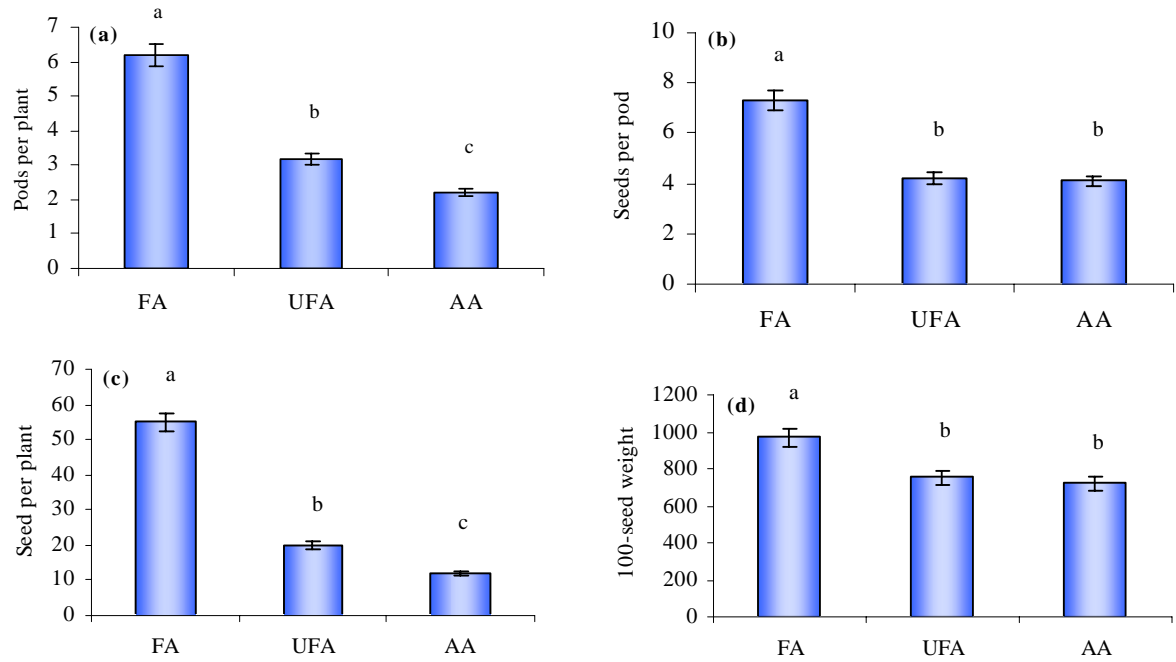 (a)
Pods per plant
7
6
5
4
3
2
1
0
a
b
c
FA UFA AA
(b)
Seeds per pod
10
8
6
4
2
0
a
b
b
FA UFA AA
(c)
Seed per plant
70
60
50
40
30
20
10
0
a
b
c
FA UFA AA
(d)
100-seed weight
1200
1000
800
600
400
200
0
a
b
b
FA UFA AA